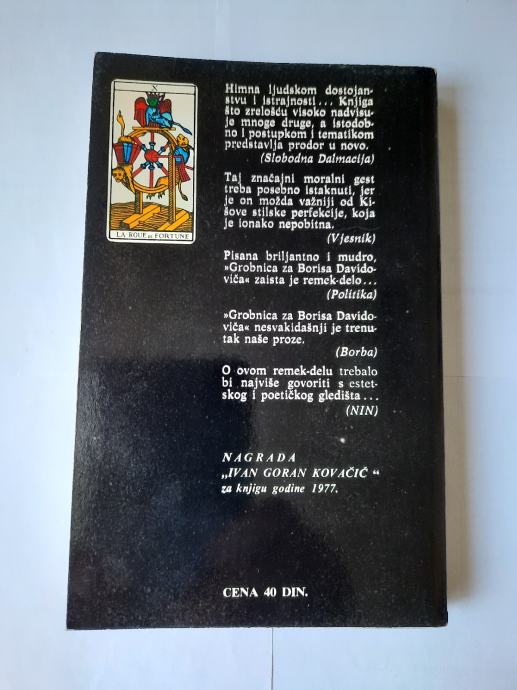 X
LA ROUE DE FORTUNE
Himna ljudskom dostojan-
stvu i istrajnosti... Knjiga
što zrelošću visoko nadvisu-
je mnoge druge, a istodob-
no i postupkom i tematikom
predstavlja prodor u novo.
(Slobodna Dalmacija)
Taj značajni moralni gest
treba posebno istaknuti, jer
je on možda važniji od Ki-
šove stilske perfekcije, koja
je ionako nepobitna.
(Vjesnik)
Pisana briljantno i mudro,
»Grobnica za Borisa Davido-
viča« zaista je remek-delo...
(Politika)
»Grobnica za Borisa Davido-
viča« nesvakidašnji je trenu-
tak naše proze.
(Borba)
O ovom remek-delu trebalo
bi najviše govoriti s estet-
skog i poetičkog gledišta...
(NIN)
NAGRADA
„IVAN GORAN KOVAČIĆ“
za knjigu godine 1977.
CENA 40 DIN.